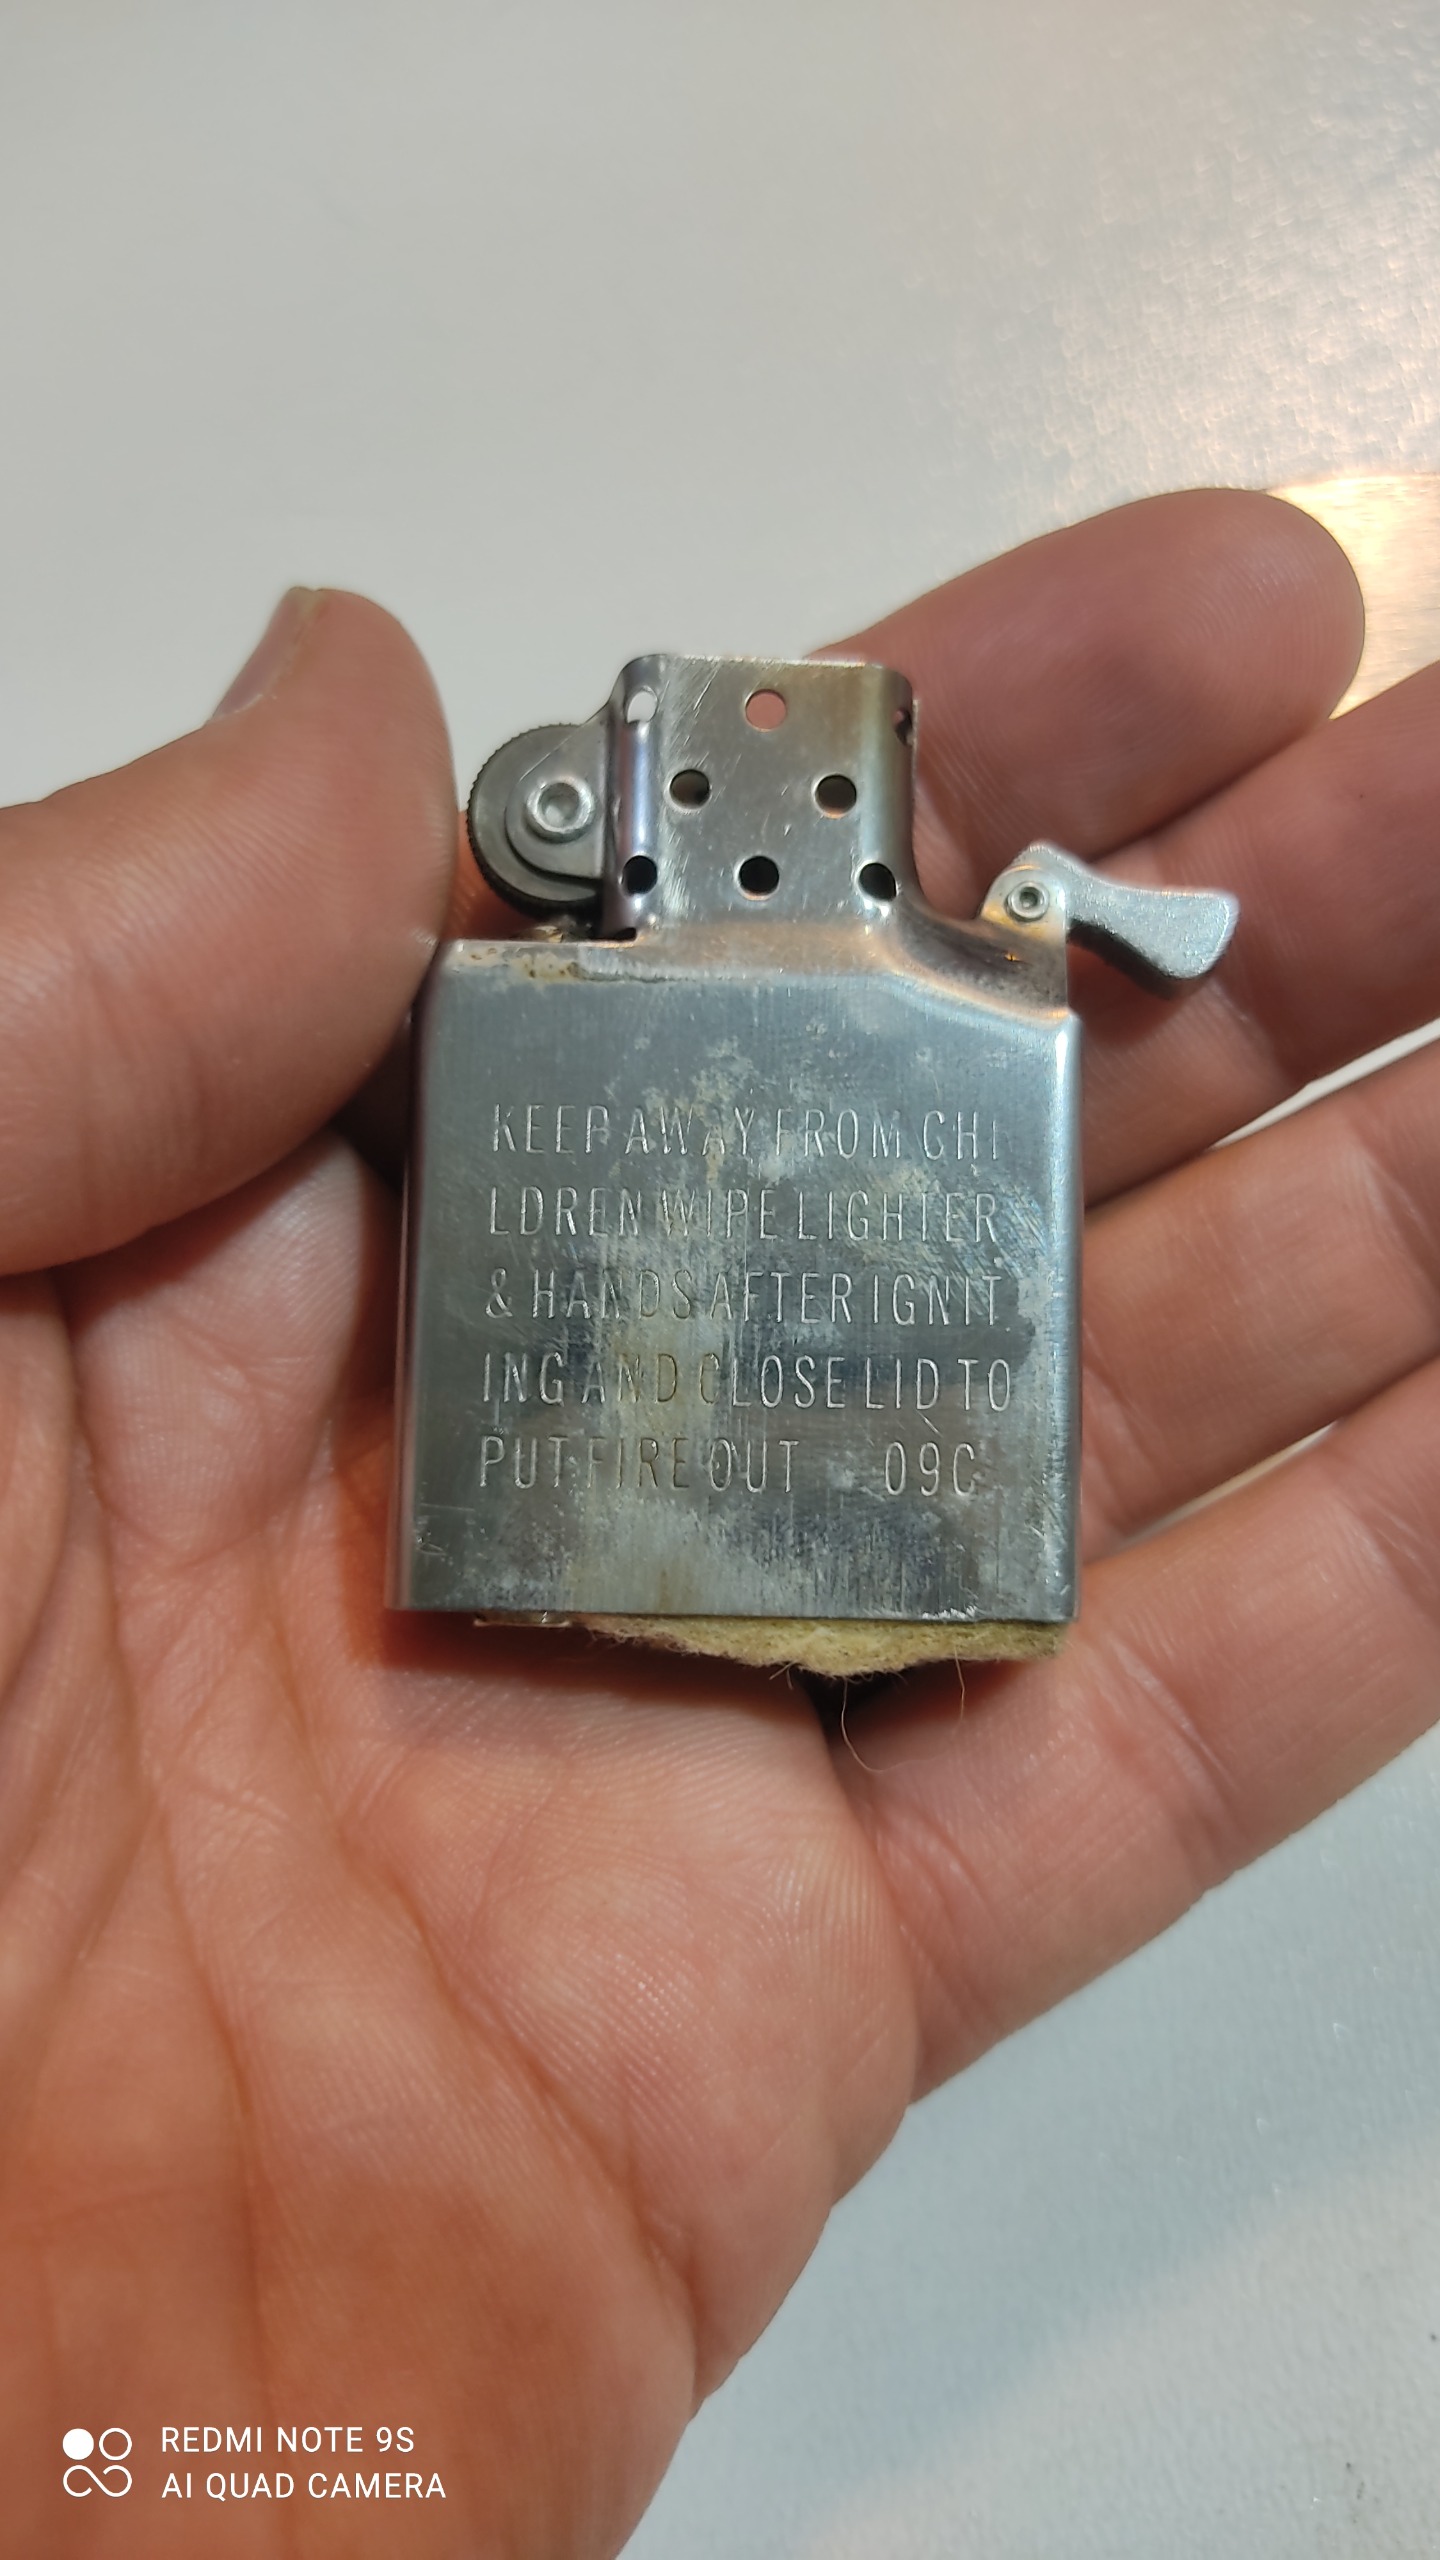 KEEP AWAY FROM CHI
LDREN WIPE LIGHTER
& HANDS AFTER IGNIT.
ING AND CLOSE LID TO
PUT FIRE OUT 09C
REDMI NOTE 9S
AI QUAD CAMERA